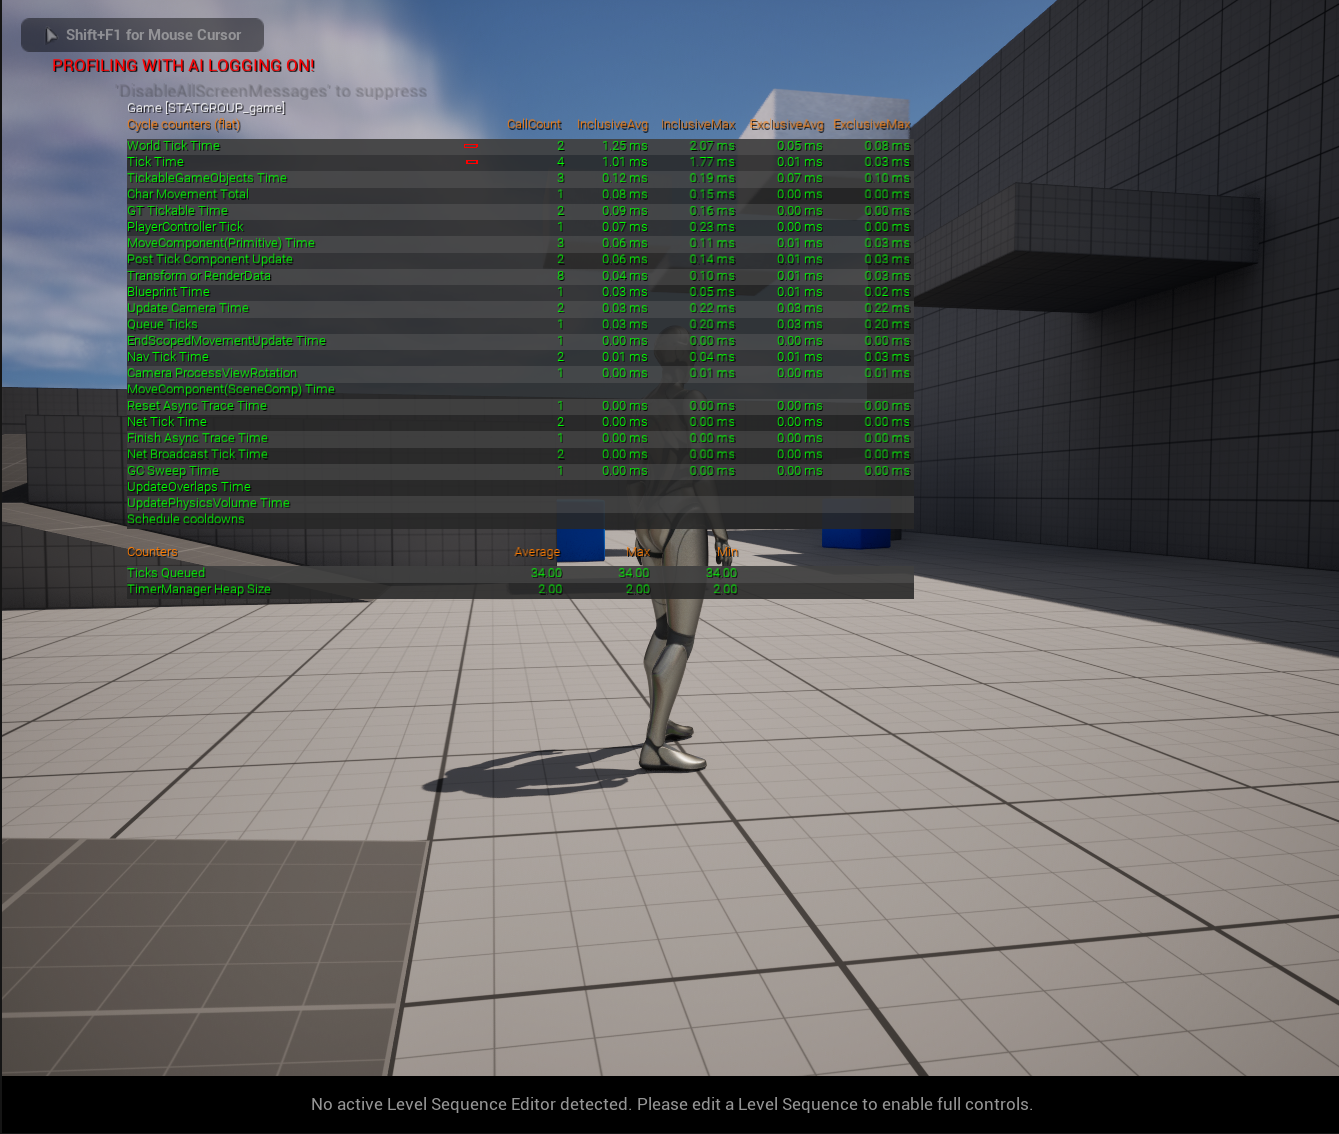 Shift+F1 for Mouse Cursor
PROFILING WITH AI LOGGING ON!
'DisableAllScreenMessages' to suppress
Game [STATGROUP_game]
Cycle counters (flat) CallCount InclusiveAvg InclusiveMax ExclusiveAvg ExclusiveMax
World Tick Time 2 1.25 ms 2.07 ms 0.05 ms 0.08 ms
Tick Time 4 1.01 ms 1.77 ms 0.01 ms 0.03 ms
TickableGameObjects Time 3 0.12 ms 0.19 ms 0.07 ms 0.10 ms
Char Movement Total 1 0.08 ms 0.15 ms 0.00 ms 0.00 ms
GT Tickable Time 2 0.09 ms 0.16 ms 0.00 ms 0.00 ms
PlayerController Tick 1 0.07 ms 0.23 ms 0.00 ms 0.00 ms
MoveComponent(Primitive) Time 3 0.06 ms 0.11 ms 0.01 ms 0.03 ms
Post Tick Component Update 2 0.06 ms 0.14 ms 0.01 ms 0.03 ms
Transform or RenderData 8 0.04 ms 0.10 ms 0.01 ms 0.03 ms
Blueprint Time 1 0.03 ms 0.05 ms 0.01 ms 0.02 ms
Update Camera Time 2 0.03 ms 0.22 ms 0.03 ms 0.22 ms
Queue Ticks 1 0.03 ms 0.20 ms 0.03 ms 0.20 ms
EndScopedMovementUpdate Time 1 0.00 ms 0.00 ms 0.00 ms 0.00 ms
Nav Tick Time 2 0.01 ms 0.04 ms 0.01 ms 0.03 ms
Camera ProcessViewRotation 1 0.00 ms 0.01 ms 0.00 ms 0.01 ms
MoveComponent(SceneComp) Time
Reset Async Trace Time 1 0.00 ms 0.00 ms 0.00 ms 0.00 ms
Net Tick Time 2 0.00 ms 0.00 ms 0.00 ms 0.00 ms
Finish Async Trace Time 1 0.00 ms 0.00 ms 0.00 ms 0.00 ms
Net Broadcast Tick Time 2 0.00 ms 0.00 ms 0.00 ms 0.00 ms
GC Sweep Time 1 0.00 ms 0.00 ms 0.00 ms 0.00 ms
UpdateOverlaps Time
UpdatePhysicsVolume Time
Schedule cooldowns
Counters Average Max Min
Ticks Queued 34.00 34.00 34.00
TimerManager Heap Size 2.00 2.00 2.00
No active Level Sequence Editor detected. Please edit a Level Sequence to enable full controls.